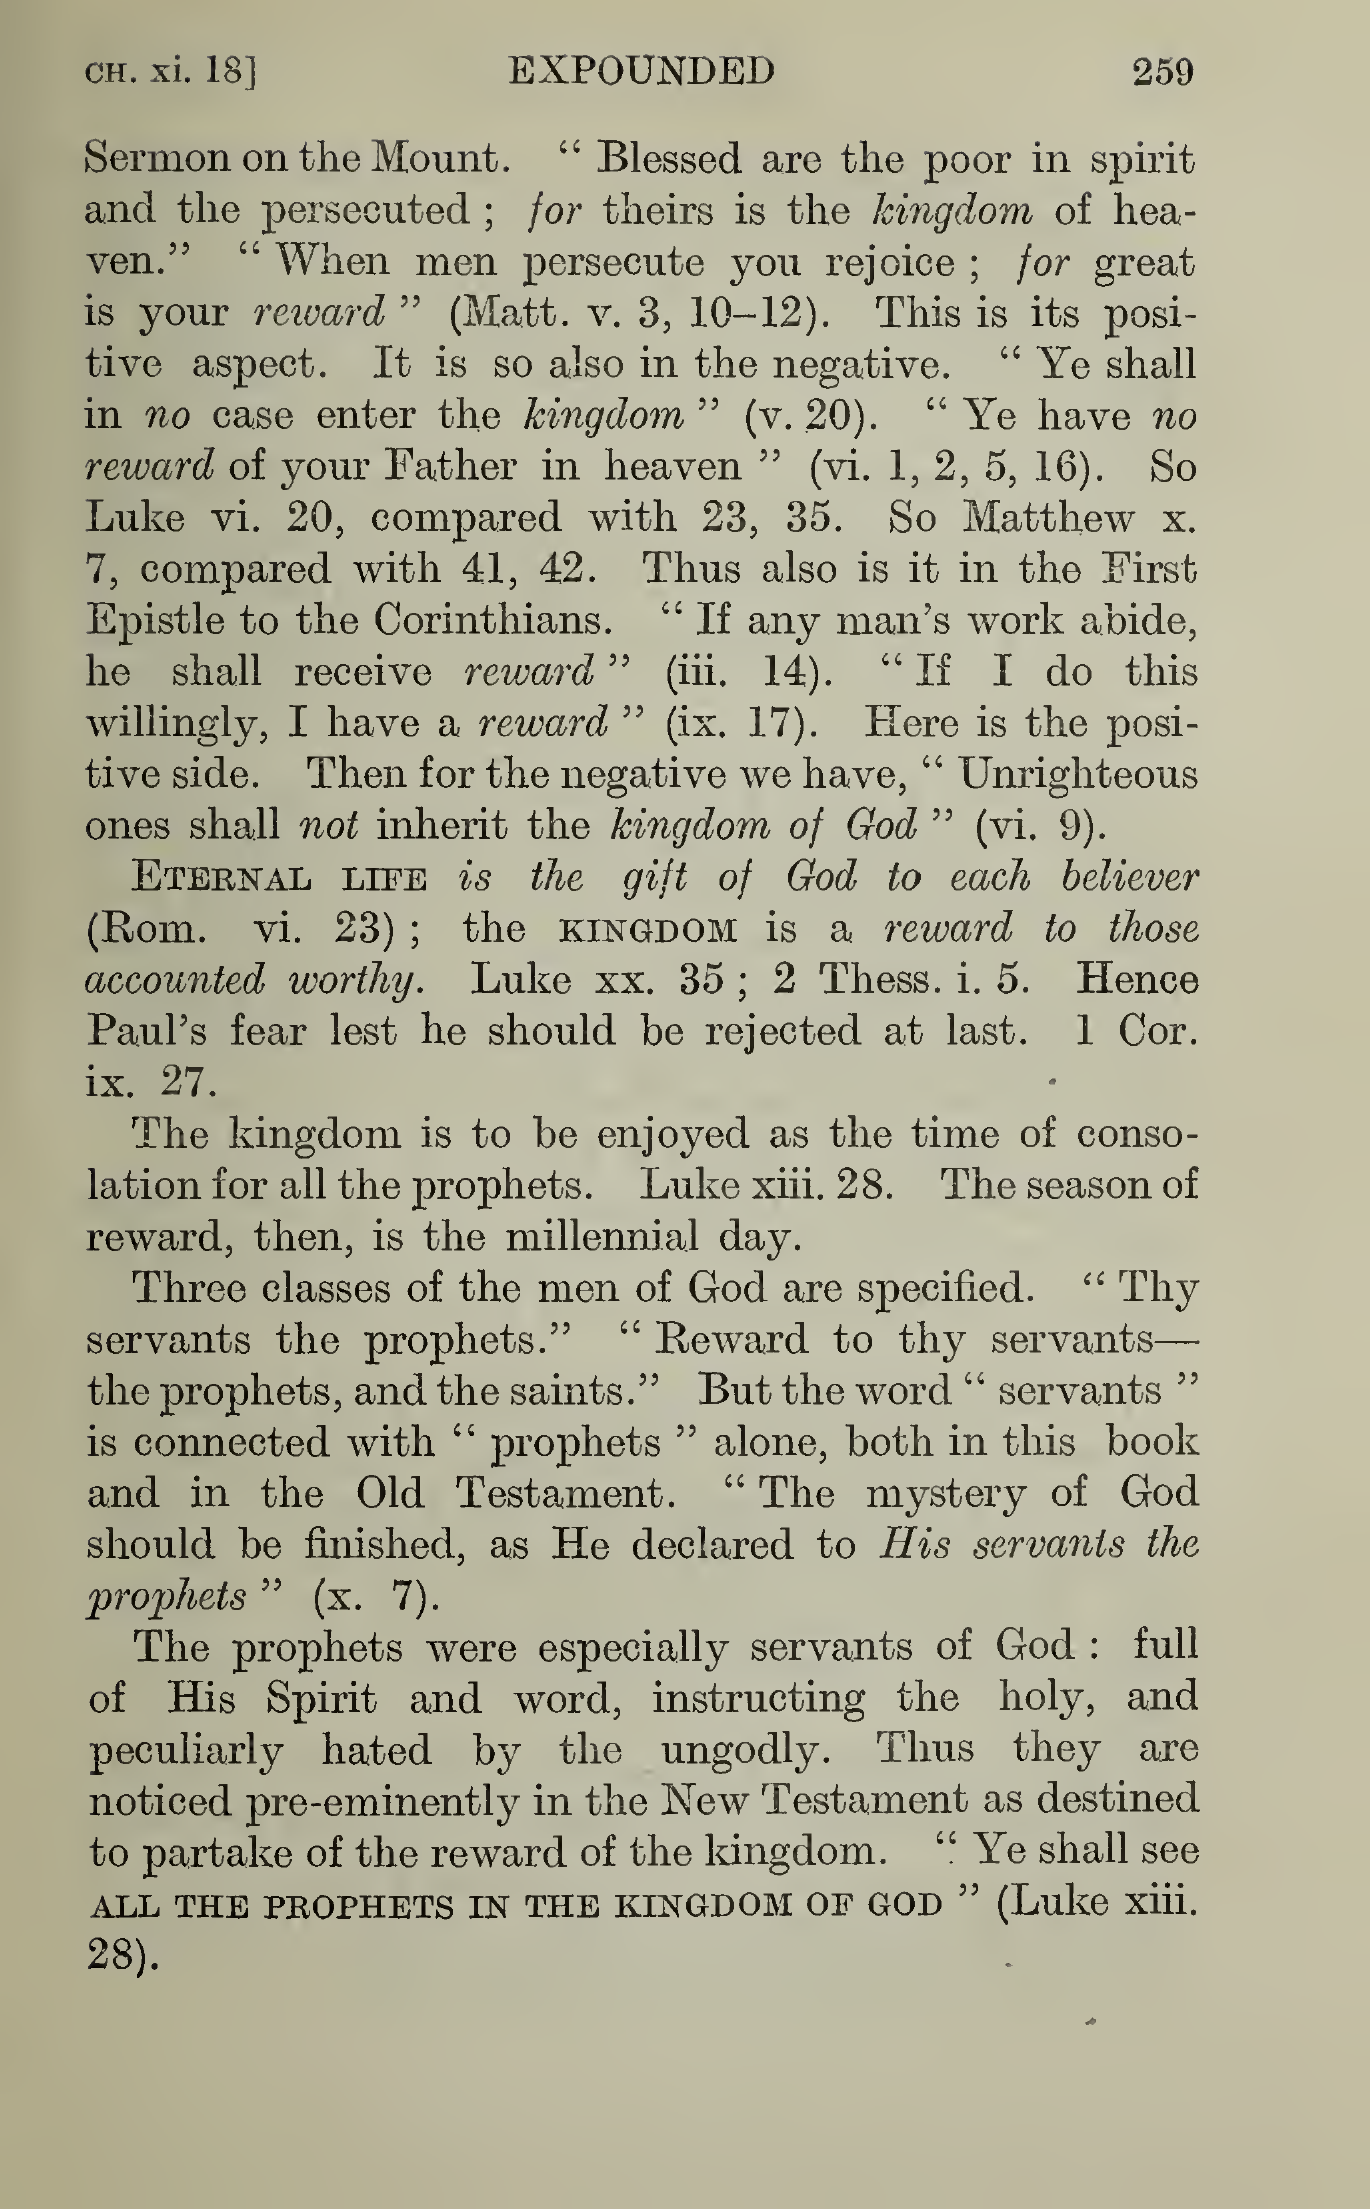 CH. xi. 18] EXPOUNDED 259
Sermon on the Mount. “ Blessed are the poor in spirit
and the persecuted ; for theirs is the kingdom of hea-
ven.” “ When men persecute you rejoice ; for great
is your reward ” (Matt. v. 3, 10–12). This is its posi-
tive aspect. It is so also in the negative. “ Ye shall
in no case enter the kingdom ” (v. 20). “ Ye have no
reward of your Father in heaven ” (vi. 1, 2, 5, 16). So
Luke vi. 20, compared with 23, 35. So Matthew x.
7, compared with 41, 42. Thus also is it in the First
Epistle to the Corinthians. “ If any man’s work abide,
he shall receive reward ” (iii. 14). “ If I do this
willingly, I have a reward ” (ix. 17). Here is the posi-
tive side. Then for the negative we have, “ Unrighteous
ones shall not inherit the kingdom of God ” (vi. 9).
ETERNAL LIFE is the gift of God to each believer
(Rom. vi. 23) ; the KINGDOM is a reward to those
accounted worthy. Luke xx. 35 ; 2 Thess. i. 5. Hence
Paul’s fear lest he should be rejected at last. 1 Cor.
ix. 27.
The kingdom is to be enjoyed as the time of conso-
lation for all the prophets. Luke xiii. 28. The season of
reward, then, is the millennial day.
Three classes of the men of God are specified. “ Thy
servants the prophets.” “ Reward to thy servants—
the prophets, and the saints.” But the word “ servants ”
is connected with “ prophets ” alone, both in this book
and in the Old Testament. “ The mystery of God
should be finished, as He declared to His servants the
prophets ” (x. 7).
The prophets were especially servants of God : full
of His Spirit and word, instructing the holy, and
peculiarly hated by the ungodly. Thus they are
noticed pre-eminently in the New Testament as destined
to partake of the reward of the kingdom. “ Ye shall see
ALL THE PROPHETS IN THE KINGDOM OF GOD ” (Luke xiii.
28).